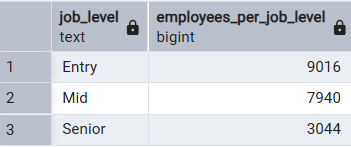 job_level employees_per_job_level
text bigint
1 Entry 9016
2 Mid 7940
3 Senior 3044